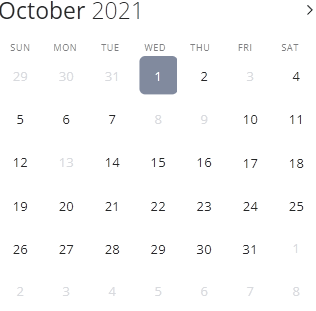 October 2021
SUN MON TUE WED THU FRI SAT
29 30 31 1 2 3 4
5 6 7 8 9 10 11
12 13 14 15 16 17 18
19 20 21 22 23 24 25
26 27 28 29 30 31 1
2 3 4 5 6 7 8